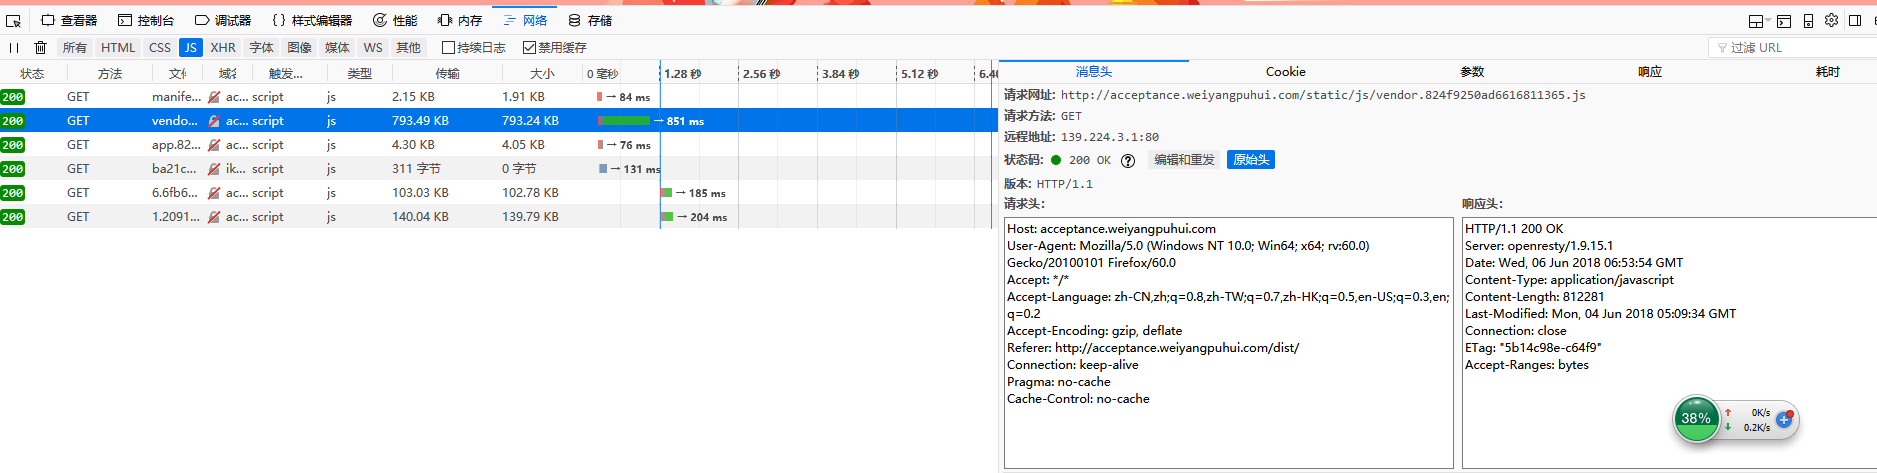 查看器 控制台 调试器 样式编辑器 性能 内存 网络 存储
所有 HTML CSS JS XHR 字体 图像 媒体 WS 其他 持续日志 禁用缓存 过滤 URL
状态 方法 文件 域名 触发... 类型 传输 大小 0 毫秒 1.28 秒 2.56 秒 3.84 秒 5.12 秒 6.40
200 GET manife... ac... script js 2.15 KB 1.91 KB → 84 ms
200 GET vendo... ac... script js 793.49 KB 793.24 KB → 851 ms
200 GET app.82... ac... script js 4.30 KB 4.05 KB → 76 ms
200 GET ba21c... ik... script js 311 字节 0 字节 → 131 ms
200 GET 6.6fb6... ac... script js 103.03 KB 102.78 KB → 185 ms
200 GET 1.2091... ac... script js 140.04 KB 139.79 KB → 204 ms
消息头 Cookie 参数 响应 耗时
请求网址: http://acceptance.weiyangpuhui.com/static/js/vendor.824f9250ad6616811365.js
请求方法: GET
远程地址: 139.224.3.1:80
状态码: 200 OK ? 编辑和重发 原始头
版本: HTTP/1.1
请求头:
Host: acceptance.weiyangpuhui.com
User-Agent: Mozilla/5.0 (Windows NT 10.0; Win64; x64; rv:60.0)
Gecko/20100101 Firefox/60.0
Accept: */*
Accept-Language: zh-CN,zh;q=0.8,zh-TW;q=0.7,zh-HK;q=0.5,en-US;q=0.3,en;
q=0.2
Accept-Encoding: gzip, deflate
Referer: http://acceptance.weiyangpuhui.com/dist/
Connection: keep-alive
Pragma: no-cache
Cache-Control: no-cache
响应头:
HTTP/1.1 200 OK
Server: openresty/1.9.15.1
Date: Wed, 06 Jun 2018 06:53:54 GMT
Content-Type: application/javascript
Content-Length: 812281
Last-Modified: Mon, 04 Jun 2018 05:09:34 GMT
Connection: close
ETag: "5b14c98e-c64f9"
Accept-Ranges: bytes
38% ↑ 0K/s
↓ 0.2K/s